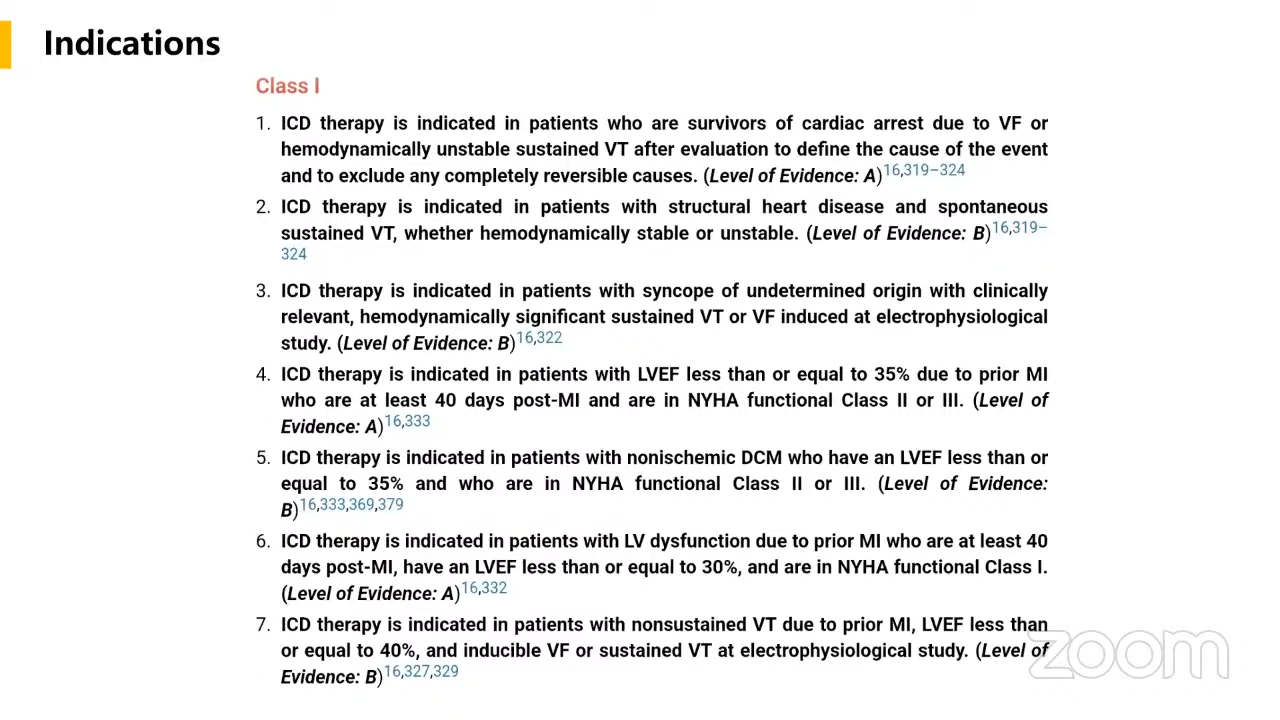 Indications
Class I
1. ICD therapy is indicated in patients who are survivors of cardiac arrest due to VF or
hemodynamically unstable sustained VT after evaluation to define the cause of the event
and to exclude any completely reversible causes. (Level of Evidence: A)16,319–324
2. ICD therapy is indicated in patients with structural heart disease and spontaneous
sustained VT, whether hemodynamically stable or unstable. (Level of Evidence: B)16,319–
324
3. ICD therapy is indicated in patients with syncope of undetermined origin with clinically
relevant, hemodynamically significant sustained VT or VF induced at electrophysiological
study. (Level of Evidence: B)16,322
4. ICD therapy is indicated in patients with LVEF less than or equal to 35% due to prior MI
who are at least 40 days post-MI and are in NYHA functional Class II or III. (Level of
Evidence: A)16,333
5. ICD therapy is indicated in patients with nonischemic DCM who have an LVEF less than or
equal to 35% and who are in NYHA functional Class II or III. (Level of Evidence:
B)16,333,369,379
6. ICD therapy is indicated in patients with LV dysfunction due to prior MI who are at least 40
days post-MI, have an LVEF less than or equal to 30%, and are in NYHA functional Class I.
(Level of Evidence: A)16,332
7. ICD therapy is indicated in patients with nonsustained VT due to prior MI, LVEF less than
or equal to 40%, and inducible VF or sustained VT at electrophysiological study. (Level of
Evidence: B)16,327,329
zoom